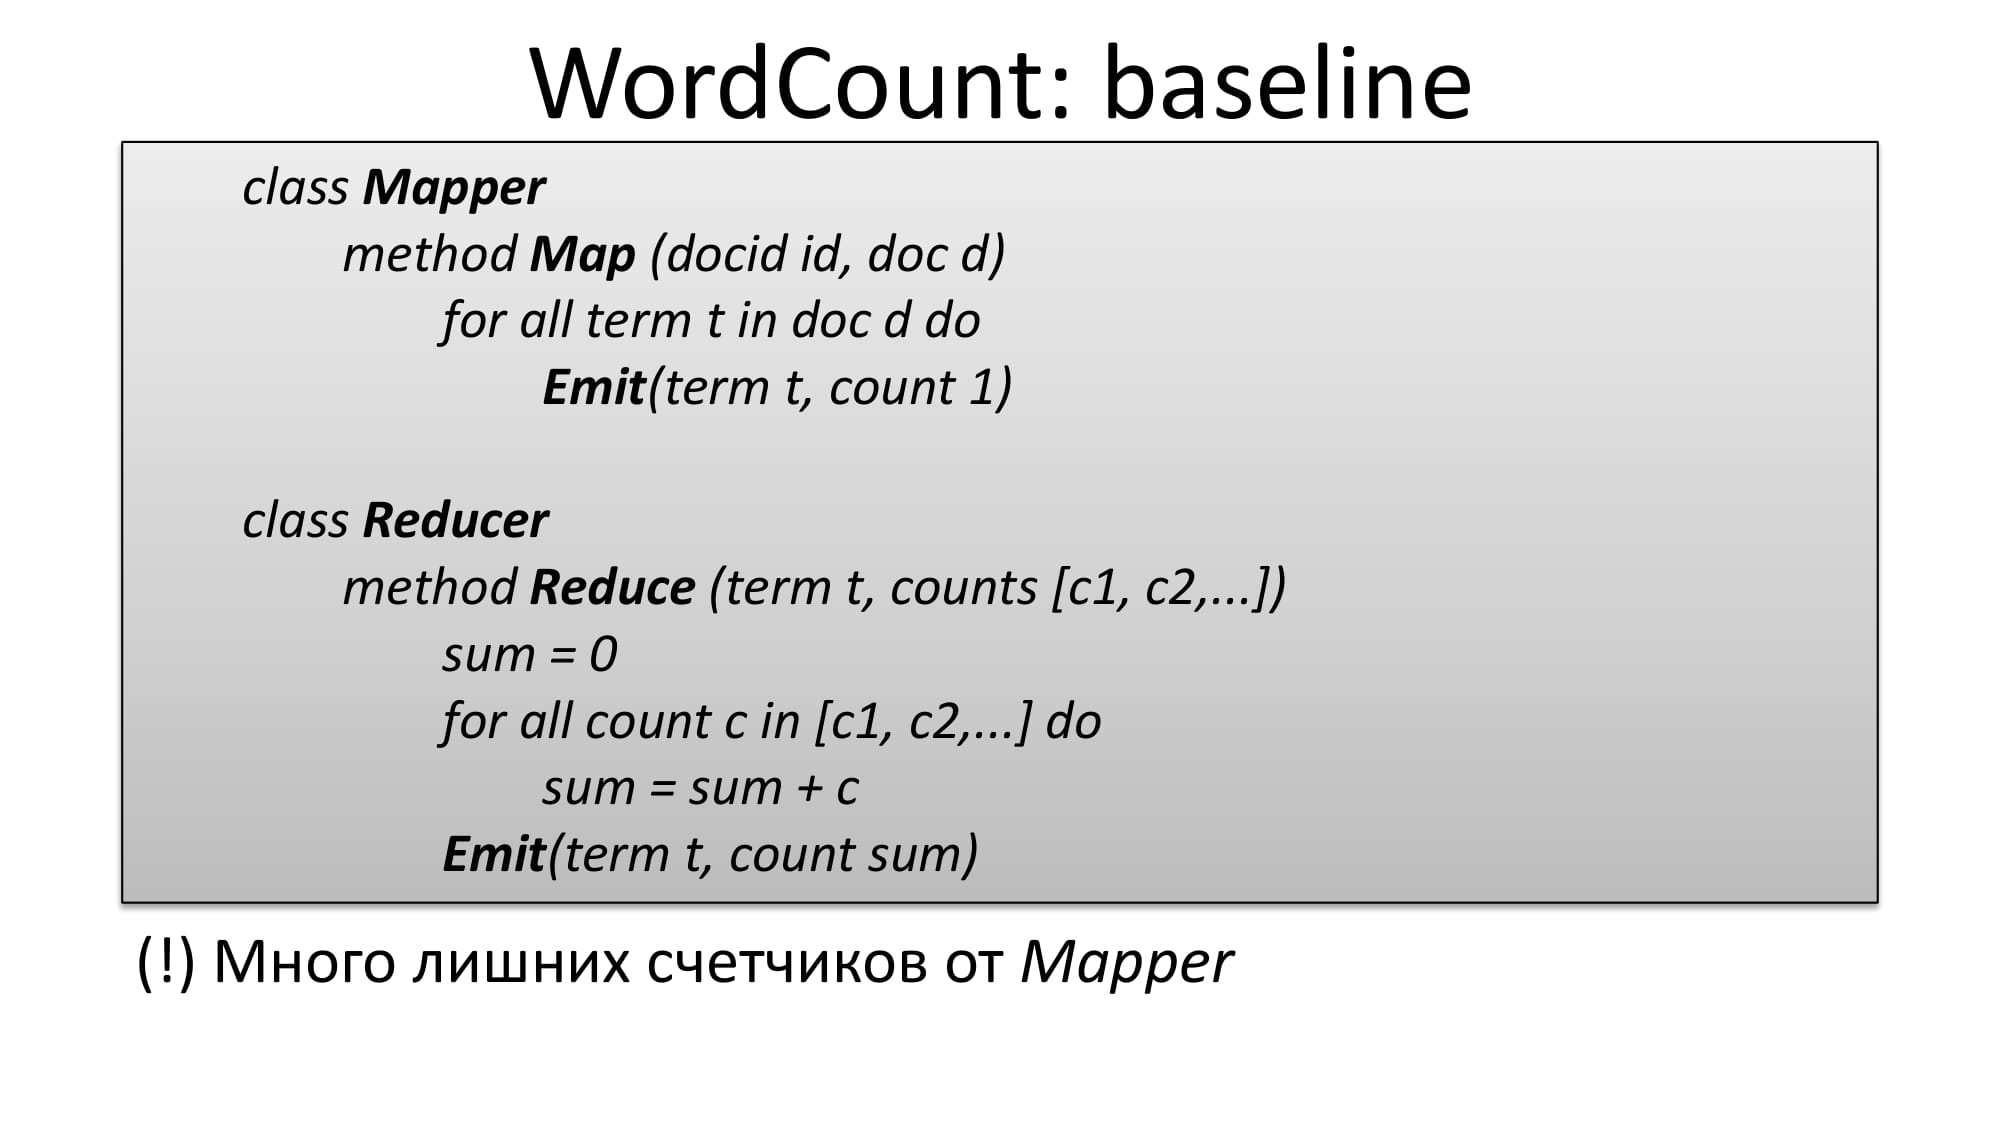 WordCount: baseline
class Mapper
method Map (docid id, doc d)
for all term t in doc d do
Emit(term t, count 1)
class Reducer
method Reduce (term t, counts [c1, c2,...])
sum = 0
for all count c in [c1, c2,...] do
sum = sum + c
Emit(term t, count sum)
(!) Много лишних счетчиков от Mapper